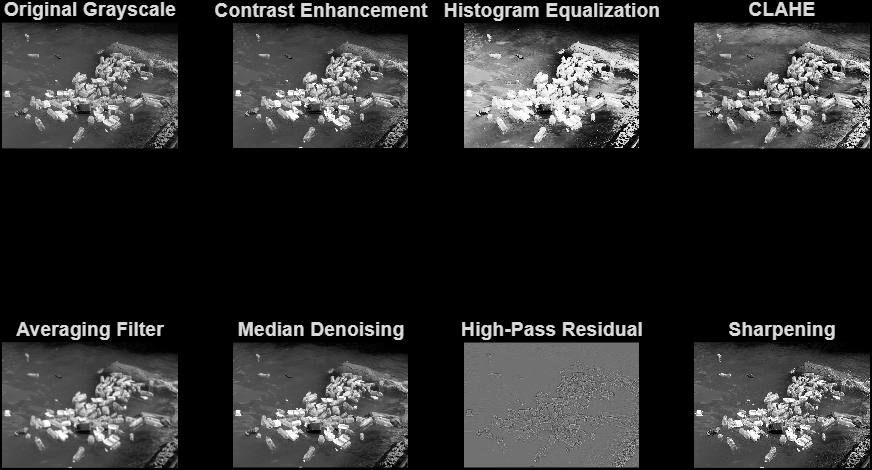 Original Grayscale
Contrast Enhancement
Histogram Equalization
CLAHE
Averaging Filter
Median Denoising
High-Pass Residual
Sharpening